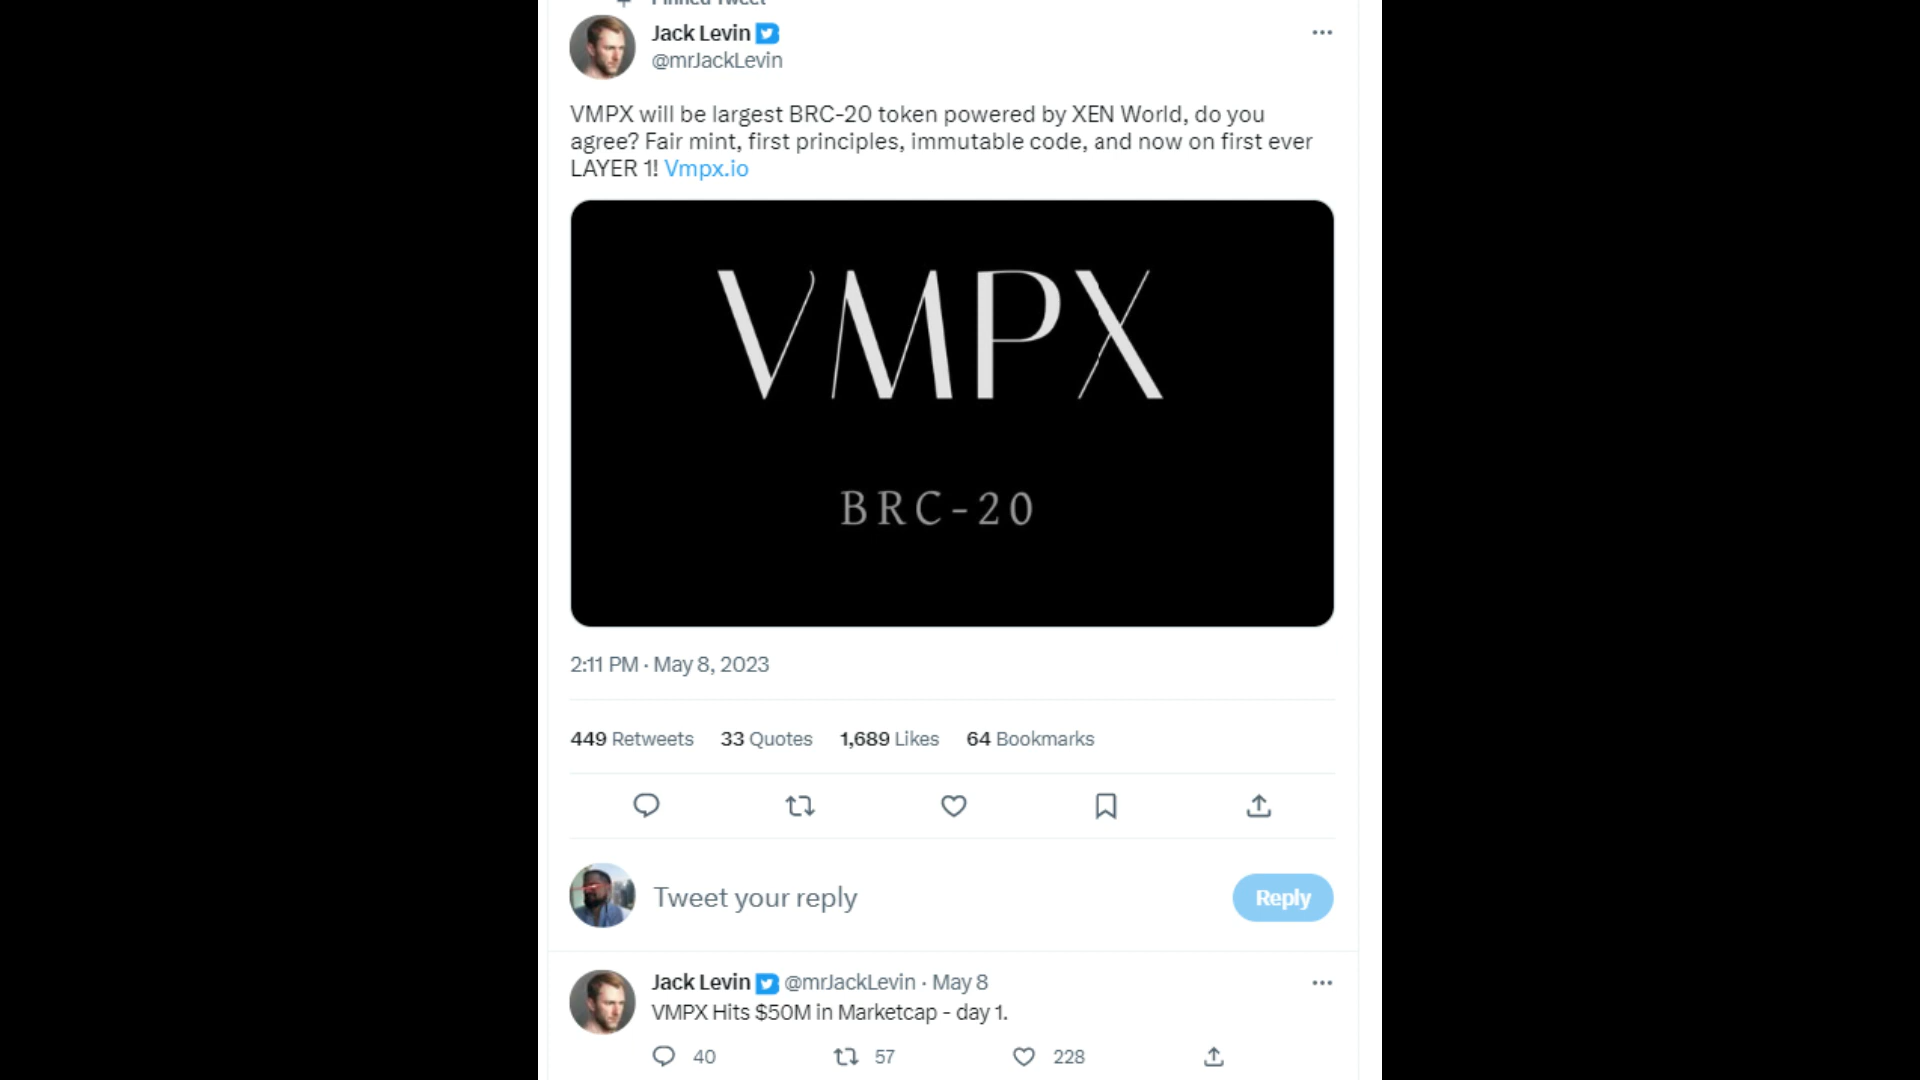 Pinned Tweet
Jack Levin
@mrJackLevin
VMPX will be largest BRC-20 token powered by XEN World, do you
agree? Fair mint, first principles, immutable code, and now on first ever
LAYER 1! Vmpx.io
VMPX
BRC-20
2:11 PM · May 8, 2023
449 Retweets 33 Quotes 1,689 Likes 64 Bookmarks
Tweet your reply
Reply
Jack Levin @mrJackLevin · May 8
VMPX Hits $50M in Marketcap - day 1.
40 57 228